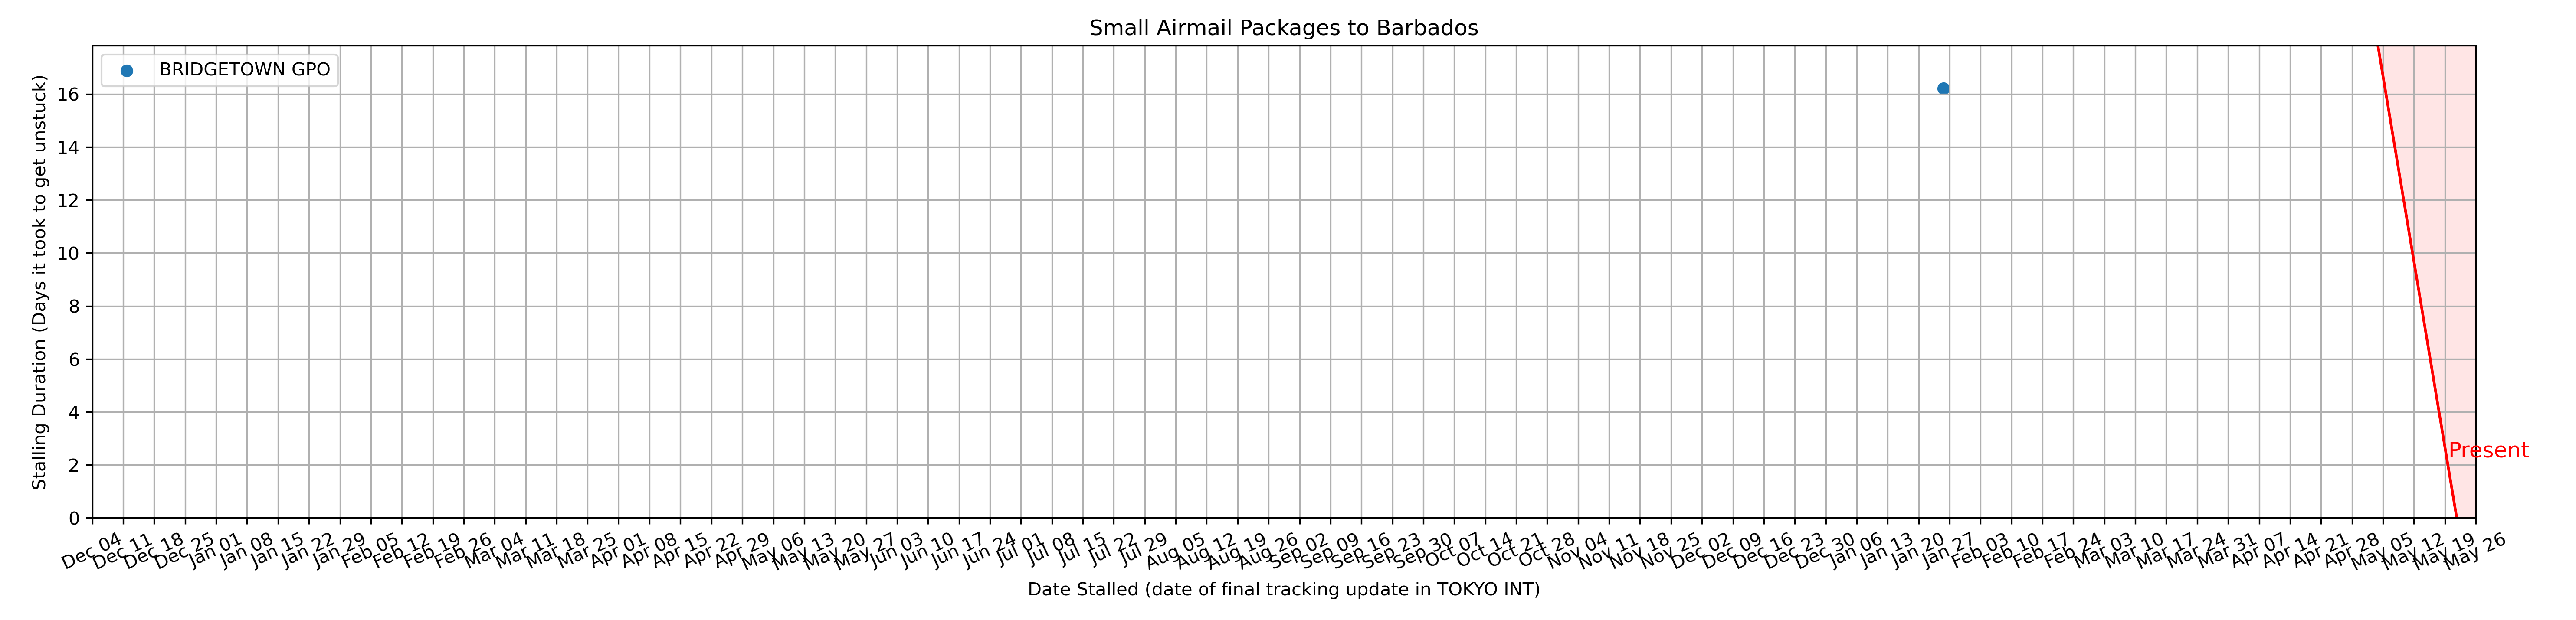 Small Airmail Packages to Barbados
BRIDGETOWN GPO
Stalling Duration (Days it took to get unstuck)
16
14
12
10
8
6
4
2
0
Present
Dec 04
Dec 11
Dec 18
Dec 25
Jan 01
Jan 08
Jan 15
Jan 22
Jan 29
Feb 05
Feb 12
Feb 19
Feb 26
Mar 04
Mar 11
Mar 18
Mar 25
Apr 01
Apr 08
Apr 15
Apr 22
Apr 29
May 06
May 13
May 20
May 27
Jun 03
Jun 10
Jun 17
Jun 24
Jul 01
Jul 08
Jul 15
Jul 22
Jul 29
Aug 05
Aug 12
Aug 19
Aug 26
Sep 02
Sep 09
Sep 16
Sep 23
Sep 30
Oct 07
Oct 14
Oct 21
Oct 28
Nov 04
Nov 11
Nov 18
Nov 25
Dec 02
Dec 09
Dec 16
Dec 23
Dec 30
Jan 06
Jan 13
Jan 20
Jan 27
Feb 03
Feb 10
Feb 17
Feb 24
Mar 03
Mar 10
Mar 17
Mar 24
Mar 31
Apr 07
Apr 14
Apr 21
Apr 28
May 05
May 12
May 19
May 26
Date Stalled (date of final tracking update in TOKYO INT)